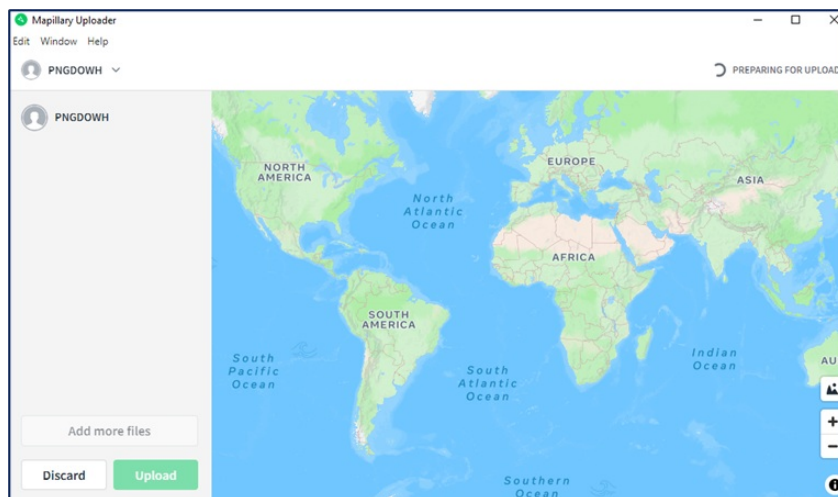 Mapillary Uploader
Edit Window Help
PNGDOWH
PREPARING FOR UPLOAD
PNGDOWH
NORTH
AMERICA
EUROPE
ASIA
North
Atlantic
Ocean
AFRICA
SOUTH
AMERICA
South
Pacific
Ocean
South
Atlantic
Ocean
Indian
Ocean
AU
Southern
Ocean
Add more files
Discard Upload